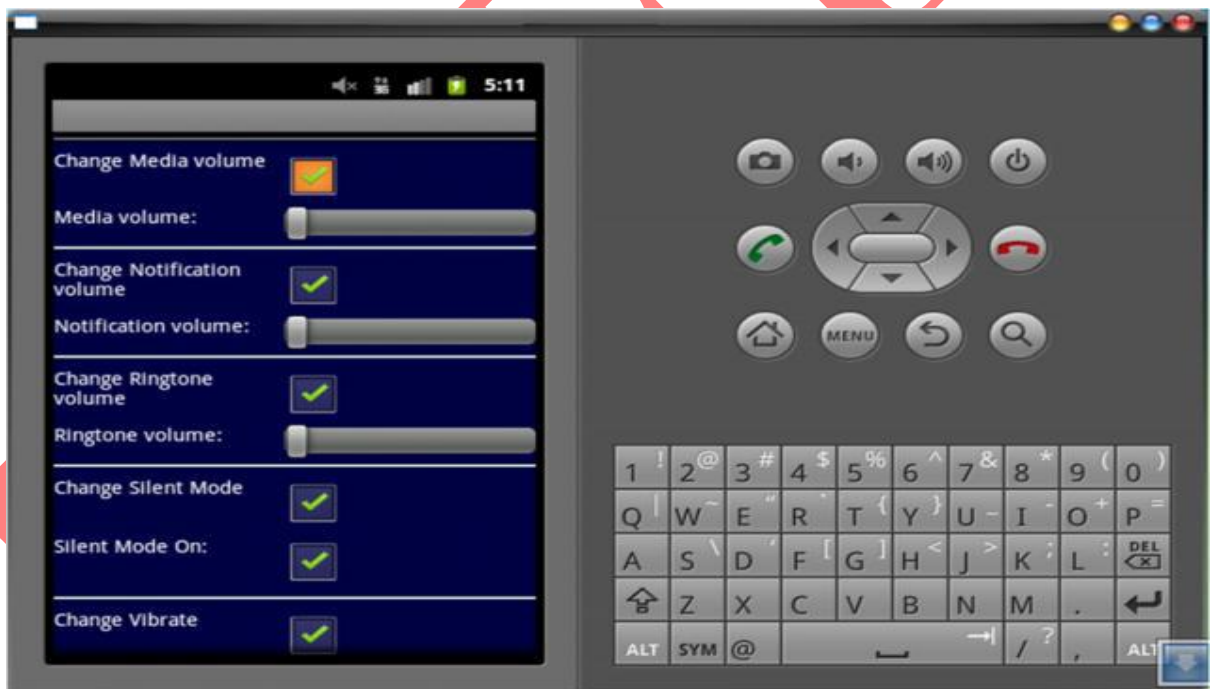 5:11
Change Media volume
Media volume:
Change Notification
volume
Notification volume:
Change Ringtone
volume
Ringtone volume:
Change Silent Mode
Silent Mode On:
Change Vibrate
MENU
1 ! 2 @ 3 # 4 $ 5 % 6 ^ 7 & 8 * 9 ( 0 )
Q | W ~ E " R ` T { Y } U _ I - O + P =
A S \ D ' F [ G ] H < J > K ; L : DEL
Z X C V B N M .
ALT SYM @ / ? , ALT